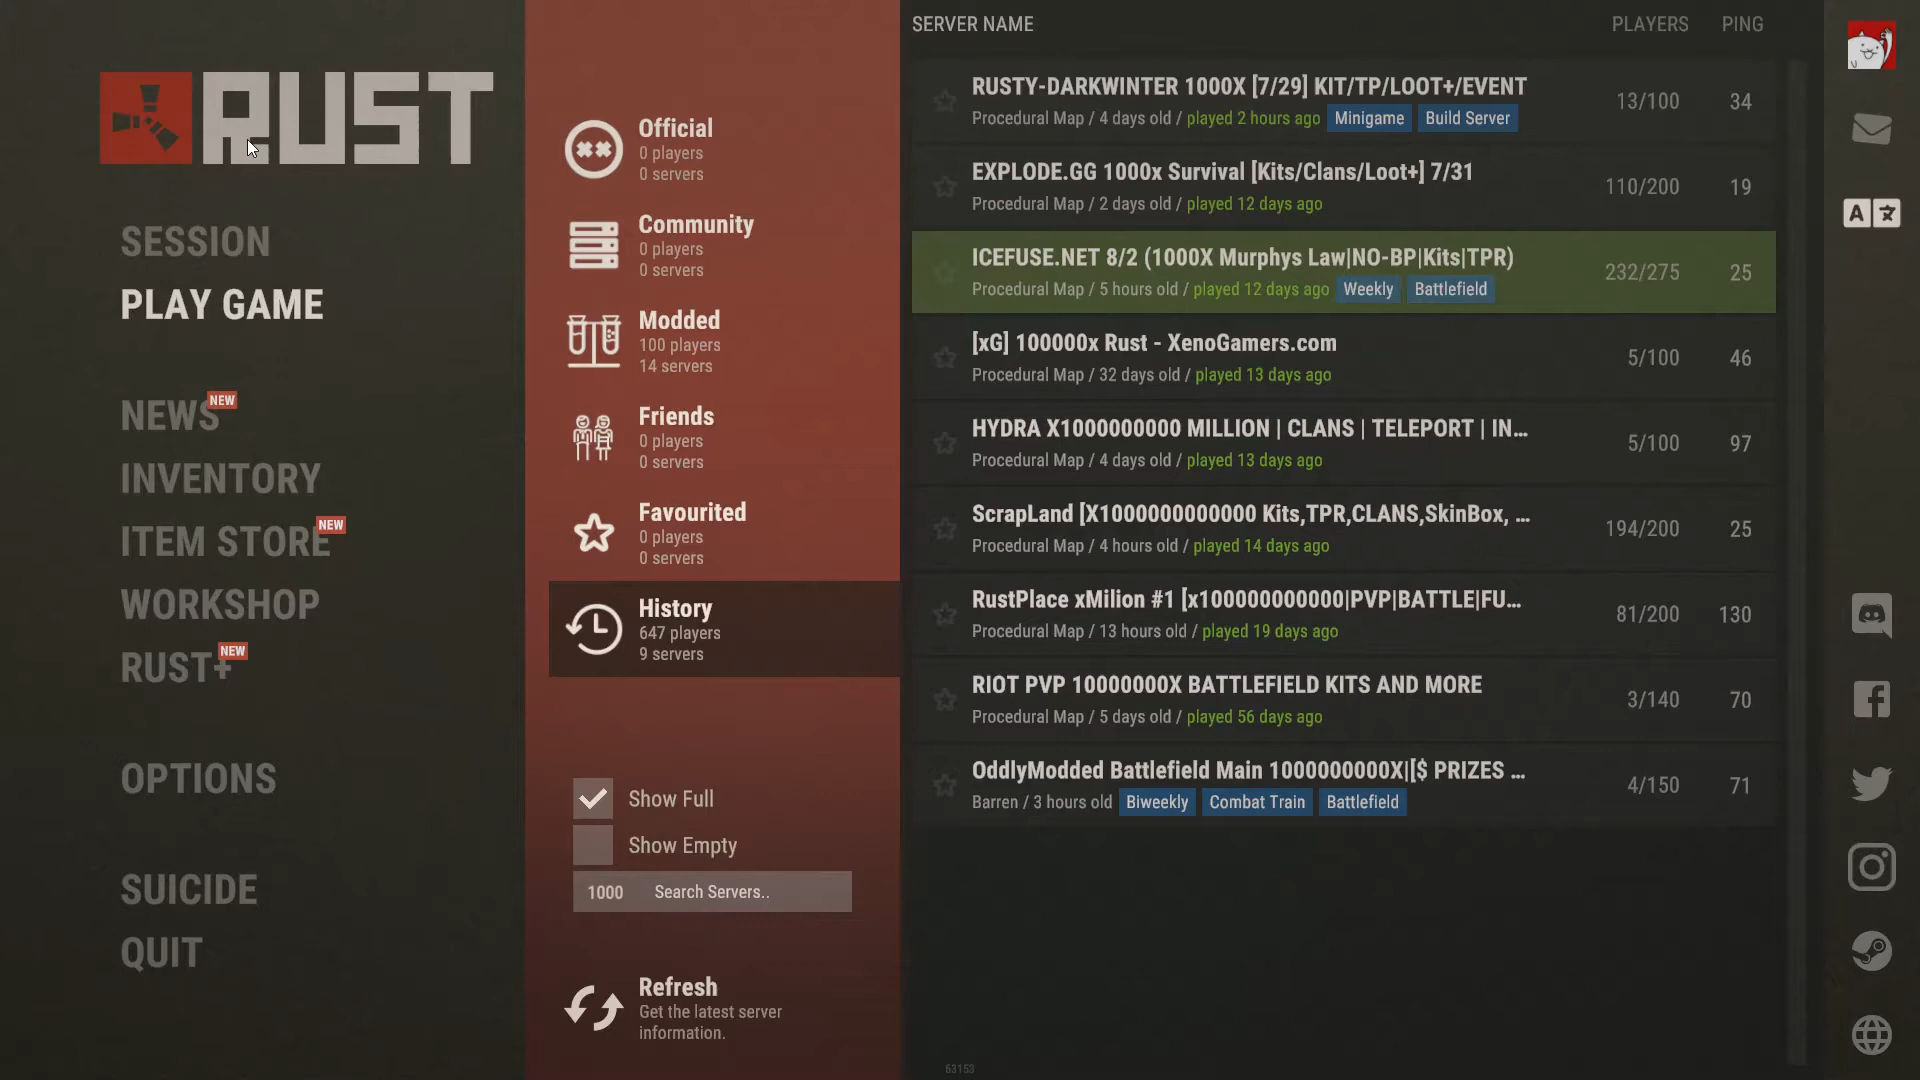 RUST
SESSION
PLAY GAME
NEWS NEW
INVENTORY
ITEM STORE NEW
WORKSHOP
RUST+ NEW
OPTIONS
SUICIDE
QUIT
Official
0 players
0 servers
Community
0 players
0 servers
Modded
100 players
14 servers
Friends
0 players
0 servers
Favourited
0 players
0 servers
History
647 players
9 servers
Show Full
Show Empty
1000 Search Servers..
Refresh
Get the latest server
information.
SERVER NAME PLAYERS PING
RUSTY-DARKWINTER 1000X [7/29] KIT/TP/LOOT+/EVENT 13/100 34
Procedural Map / 4 days old / played 2 hours ago Minigame Build Server
EXPLODE.GG 1000x Survival [Kits/Clans/Loot+] 7/31 110/200 19
Procedural Map / 2 days old / played 12 days ago
ICEFUSE.NET 8/2 (1000X Murphys Law|NO-BP|Kits|TPR) 232/275 25
Procedural Map / 5 hours old / played 12 days ago Weekly Battlefield
[xG] 100000x Rust - XenoGamers.com 5/100 46
Procedural Map / 32 days old / played 13 days ago
HYDRA X1000000000 MILLION | CLANS | TELEPORT | IN... 5/100 97
Procedural Map / 4 days old / played 13 days ago
ScrapLand [X1000000000000 Kits,TPR,CLANS,SkinBox, ... 194/200 25
Procedural Map / 4 hours old / played 14 days ago
RustPlace xMilion #1 [x100000000000|PVP|BATTLE|FU... 81/200 130
Procedural Map / 13 hours old / played 19 days ago
RIOT PVP 10000000X BATTLEFIELD KITS AND MORE 3/140 70
Procedural Map / 5 days old / played 56 days ago
OddlyModded Battlefield Main 1000000000X|[$ PRIZES ... 4/150 71
Barren / 3 hours old Biweekly Combat Train Battlefield
63153
A 文